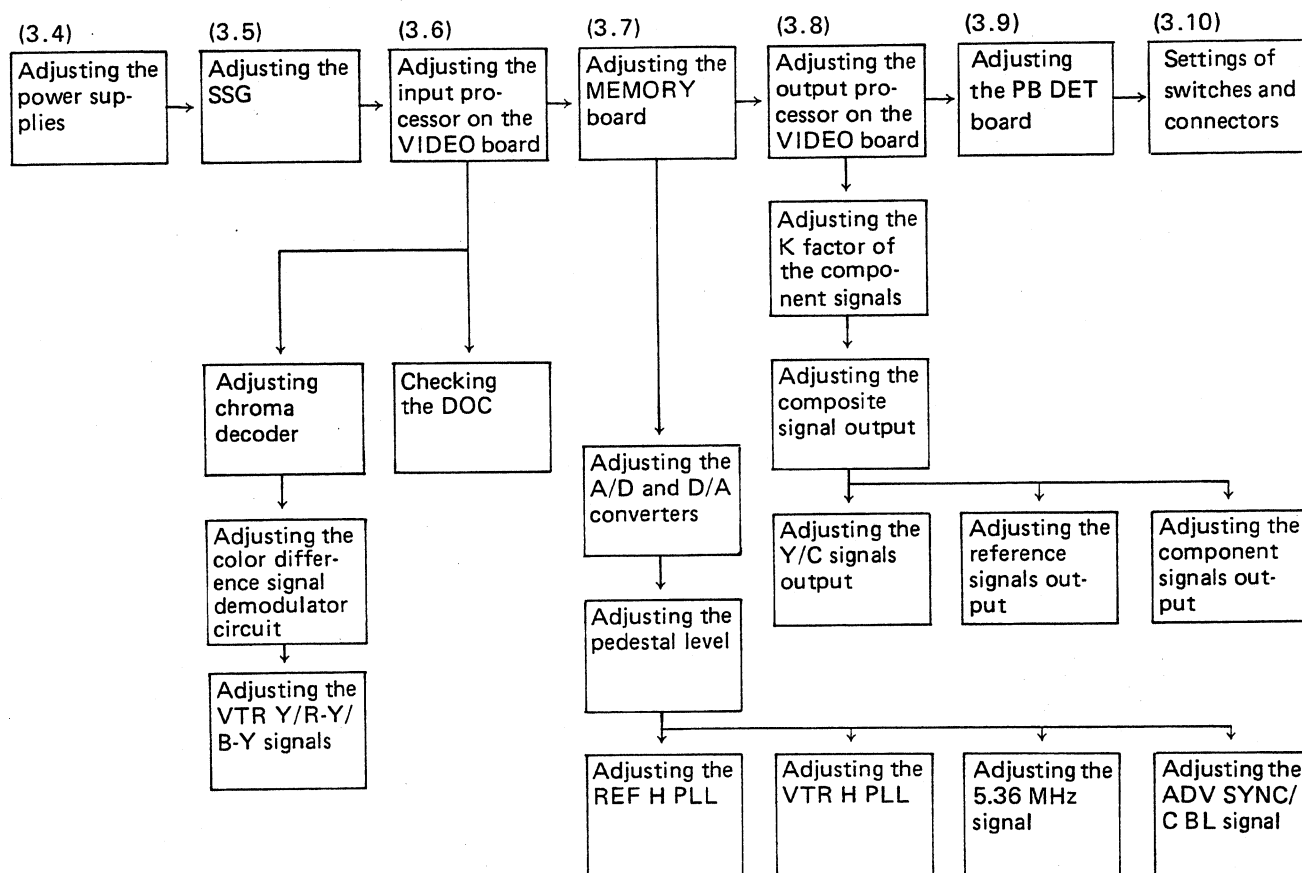 (3.4)
Adjusting the
power sup-
plies
(3.5)
Adjusting the
SSG
(3.6)
Adjusting the
input pro-
cessor on the
VIDEO board
(3.7)
Adjusting the
MEMORY
board
(3.8)
Adjusting the
output pro-
cessor on the
VIDEO board
(3.9)
Adjusting
the PB DET
board
(3.10)
Settings of
switches and
connectors
Adjusting the
K factor of
the compo-
nent signals
Adjusting
chroma
decoder
Checking
the DOC
Adjusting the
composite
signal output
Adjusting the
A/D and D/A
converters
Adjusting the
color differ-
ence signal
demodulator
circuit
Adjusting the
Y/C signals
output
Adjusting the
reference
signals out-
put
Adjusting the
component
signals out-
put
Adjusting the
pedestal level
Adjusting the
VTR Y/R-Y/
B-Y signals
Adjusting the
REF H PLL
Adjusting the
VTR H PLL
Adjusting the
5.36 MHz
signal
Adjusting the
ADV SYNC/
C BL signal